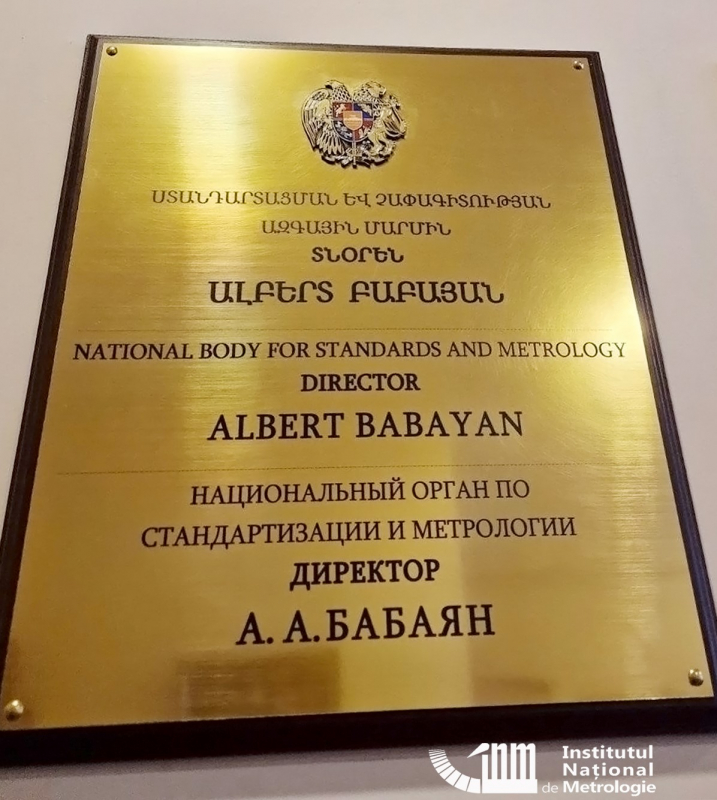 ՍՏԱՆԴԱՐՏԱՑՄԱՆ ԵՎ ՉԱՓԱԳԻՏՈՒԹՅԱՆ
ԱԶԳԱՅԻՆ ՄԱՐՄԻՆ
ՏՆՕՐԵՆ
ԱԼԲԵՐՏ ԲԱԲԱՅԱՆ
NATIONAL BODY FOR STANDARDS AND METROLOGY
DIRECTOR
ALBERT BABAYAN
НАЦИОНАЛЬНЫЙ ОРГАН ПО
СТАНДАРТИЗАЦИИ И МЕТРОЛОГИИ
ДИРЕКТОР
А. А. БАБАЯН
INM
Institutul
Național
de Metrologie